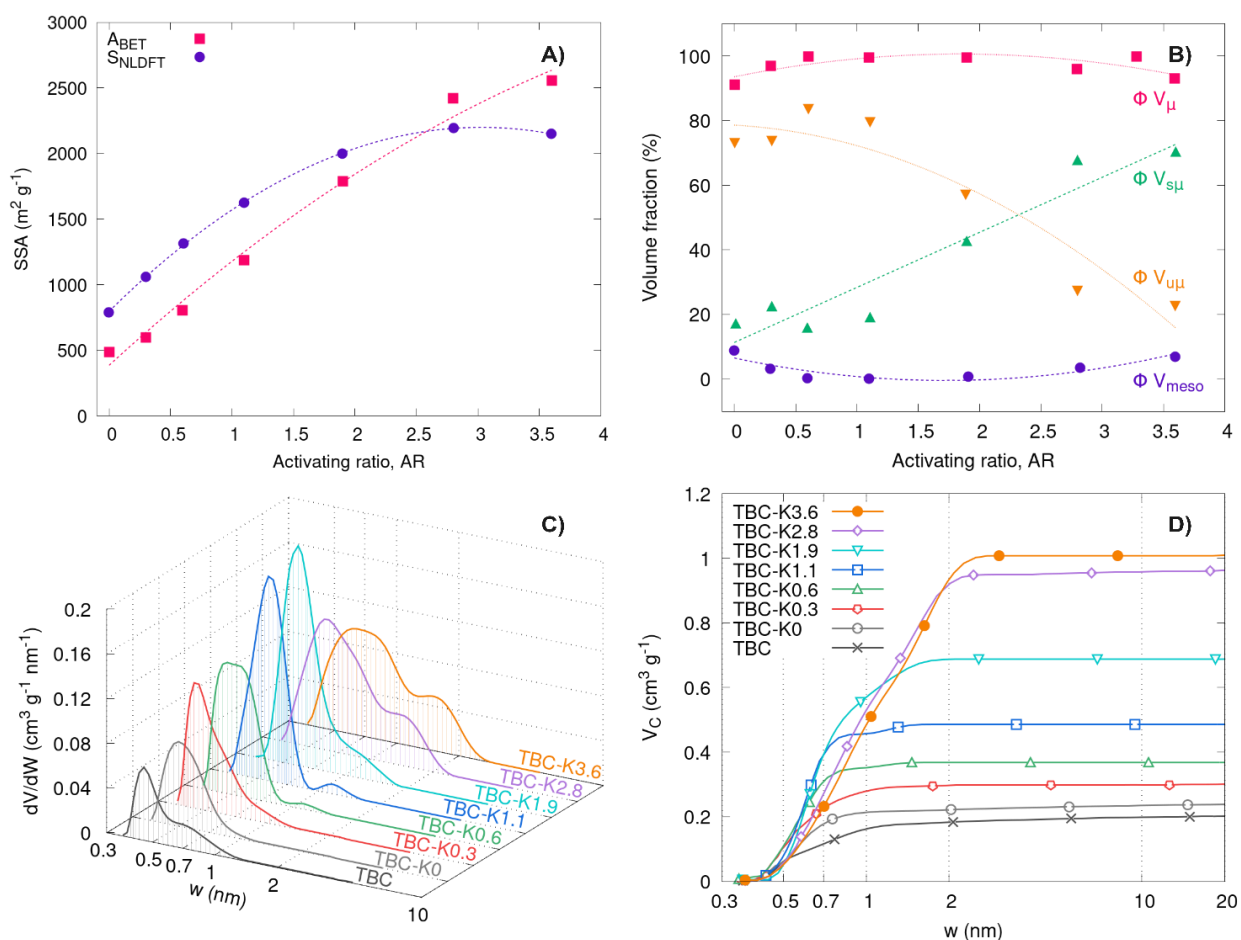 A)
A_BET
S_NLDFT
3000
2500
2000
1500
1000
500
0
SSA (m² g⁻¹)
0 0.5 1 1.5 2 2.5 3 3.5 4
Activating ratio, AR
B)
100
80
60
40
20
0
Volume fraction (%)
Φ V_μ
Φ V_sμ
Φ V_uμ
Φ V_meso
0 0.5 1 1.5 2 2.5 3 3.5 4
Activating ratio, AR
C)
0.2
0.16
0.12
0.08
0.04
0
dV/dW (cm³ g⁻¹ nm⁻¹)
TBC-K3.6
TBC-K2.8
TBC-K1.9
TBC-K1.1
TBC-K0.6
TBC-K0.3
TBC-K0
TBC
0.3 0.5 0.7 1 2 10
w (nm)
D)
TBC-K3.6
TBC-K2.8
TBC-K1.9
TBC-K1.1
TBC-K0.6
TBC-K0.3
TBC-K0
TBC
1.2
1
0.8
0.6
0.4
0.2
0
V_C (cm³ g⁻¹)
0.3 0.5 0.7 1 2 10 20
w (nm)